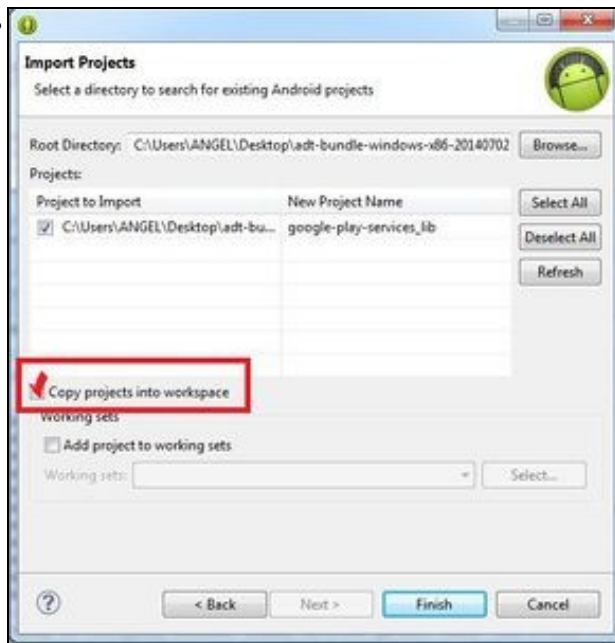 Import Projects
Select a directory to search for existing Android projects
Root Directory: C:\Users\ANGEL\Desktop\adt-bundle-windows-x86-20140702 Browse...
Projects:
Project to Import New Project Name Select All
C:\Users\ANGEL\Desktop\adt-bu... google-play-services_lib Deselect All
Refresh
Copy projects into workspace
Working sets
Add project to working sets
Working sets: Select...
? < Back Next > Finish Cancel